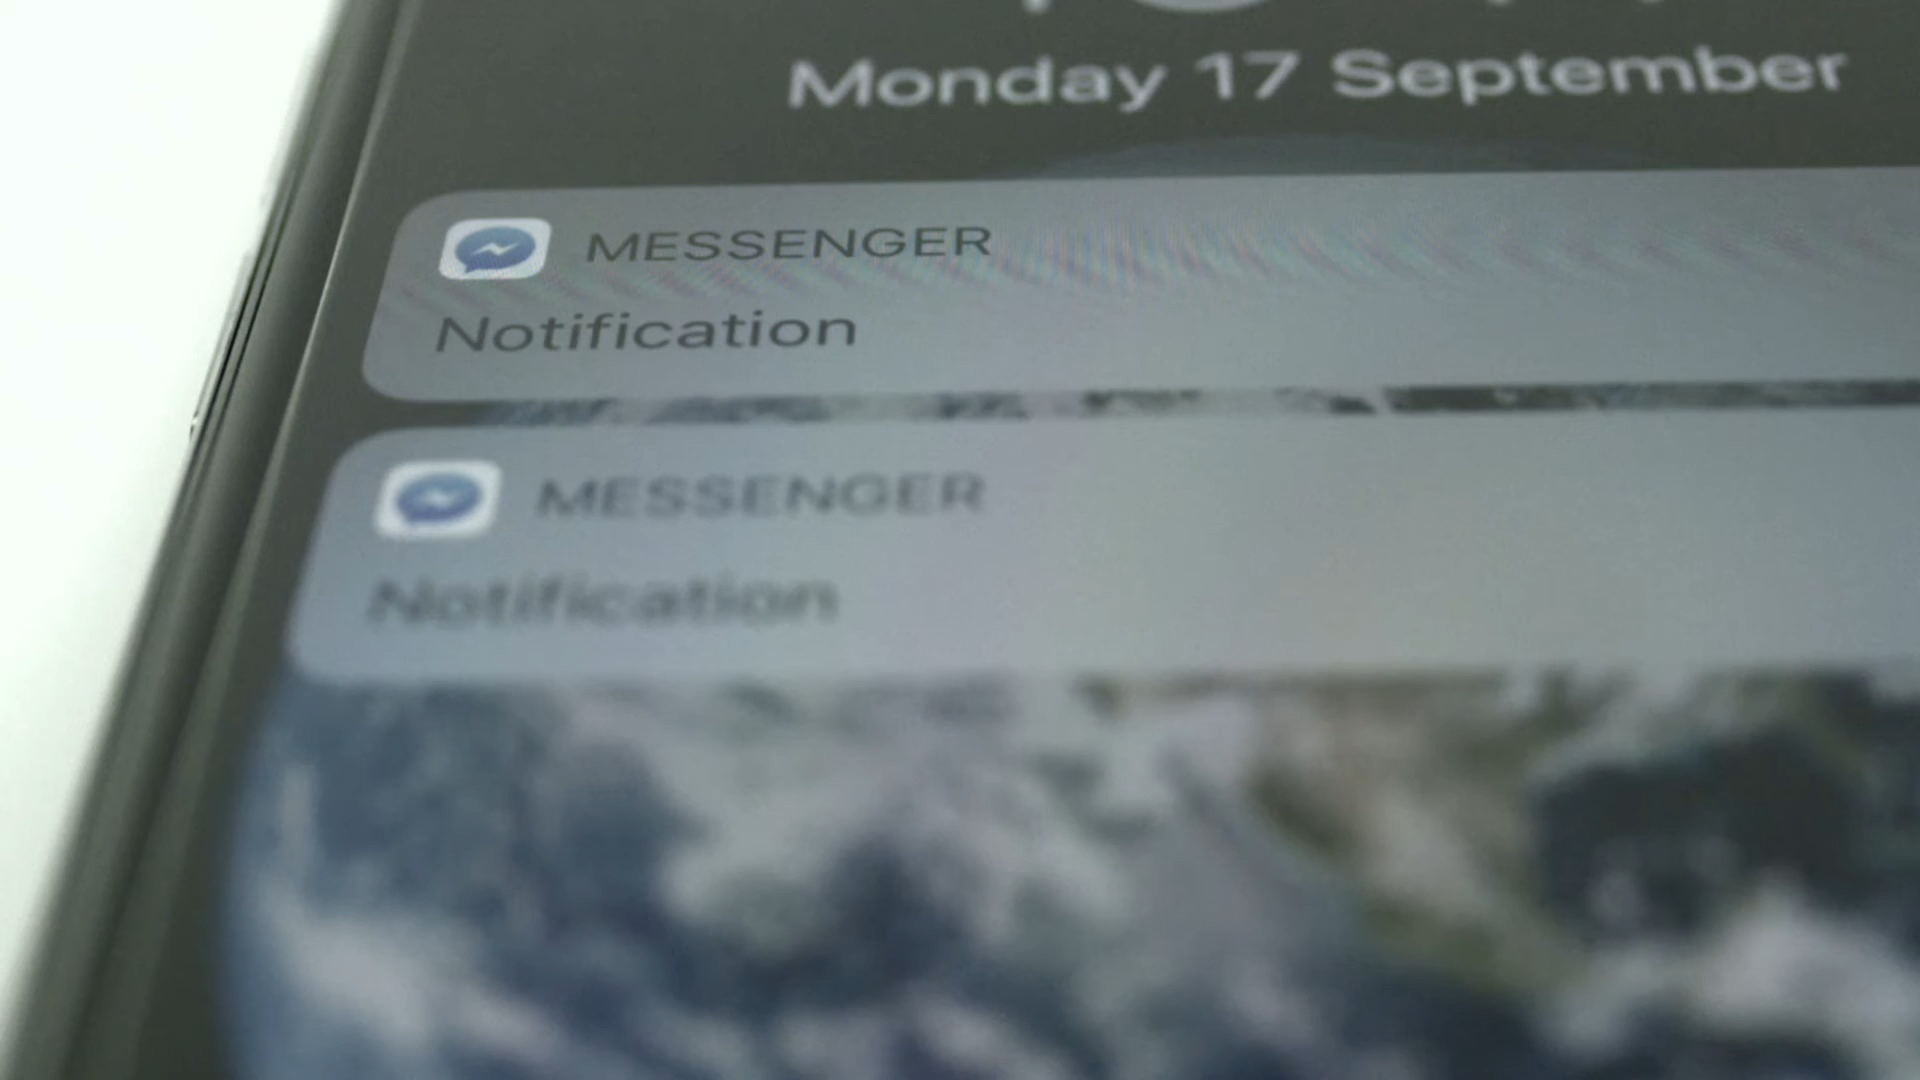 Monday 17 September
MESSENGER
Notification
MESSENGER
Notification